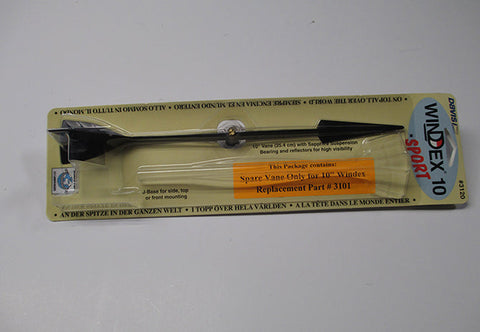 ON TOP ALL OVER THE WORLD • SIEMPRE ENCIMA EN EL MUNDO ENTERO • ALLO SOMMO IN TUTTO IL MONDO
DAVIS
WINDEX 10
SPORT
#3120
10" Vane (25.4 cm) with Sapphire Suspension
Bearing and reflectors for high visibility
This Package contains:
Spare Vane Only for 10" Windex
Replacement Part # 3101
J-Base for side, top
or front mounting
AN DER SPITZE IN DER GANZEN WELT • I TOPP ÖVER HELA VÄRLDEN • A LA TÊTE DANS LE MONDE ENTIER